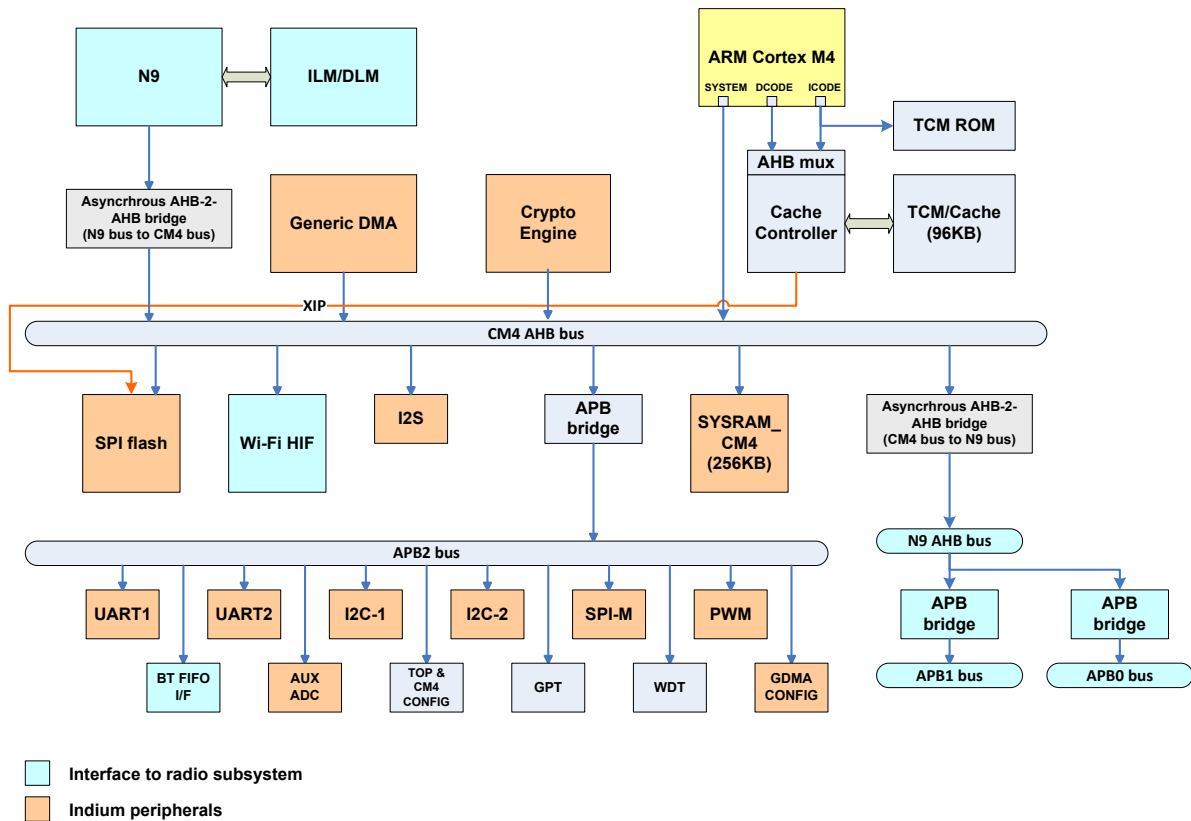 N9
ILM/DLM
ARM Cortex M4
SYSTEM
DCODE
ICODE
TCM ROM
AHB mux
Cache
Controller
TCM/Cache
(96KB)
Asyncrhrous AHB-2-
AHB bridge
(N9 bus to CM4 bus)
Generic DMA
Crypto
Engine
XIP
CM4 AHB bus
SPI flash
Wi-Fi HIF
I2S
APB
bridge
SYSRAM_
CM4
(256KB)
Asyncrhrous AHB-2-
AHB bridge
(CM4 bus to N9 bus)
N9 AHB bus
APB
bridge
APB
bridge
APB1 bus
APB0 bus
APB2 bus
UART1
UART2
I2C-1
I2C-2
SPI-M
PWM
BT FIFO
I/F
AUX
ADC
TOP &
CM4
CONFIG
GPT
WDT
GDMA
CONFIG
Interface to radio subsystem
Indium peripherals